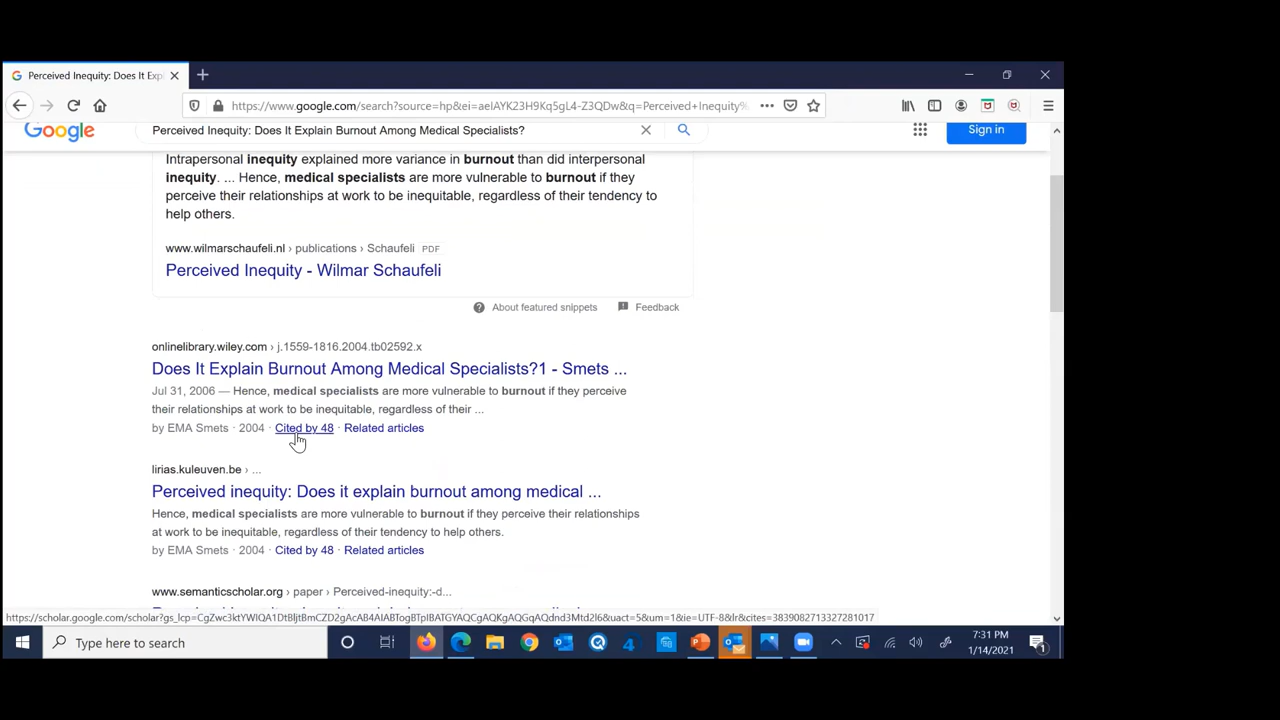 Perceived Inequity: Does It Exp
https://www.google.com/search?source=hp&ei=aeIAYK23H9Kq5gL4-Z3QDw&q=Perceived+Inequity%
Google
Perceived Inequity: Does It Explain Burnout Among Medical Specialists?
Sign in
Intrapersonal inequity explained more variance in burnout than did interpersonal
inequity. ... Hence, medical specialists are more vulnerable to burnout if they
perceive their relationships at work to be inequitable, regardless of their tendency to
help others.
www.wilmarschaufeli.nl › publications › Schaufeli PDF
Perceived Inequity - Wilmar Schaufeli
About featured snippets
Feedback
onlinelibrary.wiley.com › j.1559-1816.2004.tb02592.x
Does It Explain Burnout Among Medical Specialists?1 - Smets ...
Jul 31, 2006 — Hence, medical specialists are more vulnerable to burnout if they perceive
their relationships at work to be inequitable, regardless of their ...
by EMA Smets · 2004 · Cited by 48 · Related articles
lirias.kuleuven.be › ...
Perceived inequity: Does it explain burnout among medical ...
Hence, medical specialists are more vulnerable to burnout if they perceive their relationships
at work to be inequitable, regardless of their tendency to help others.
by EMA Smets · 2004 · Cited by 48 · Related articles
www.semanticscholar.org › paper › Perceived-inequity:-d...
Type here to search
7:31 PM
1/14/2021